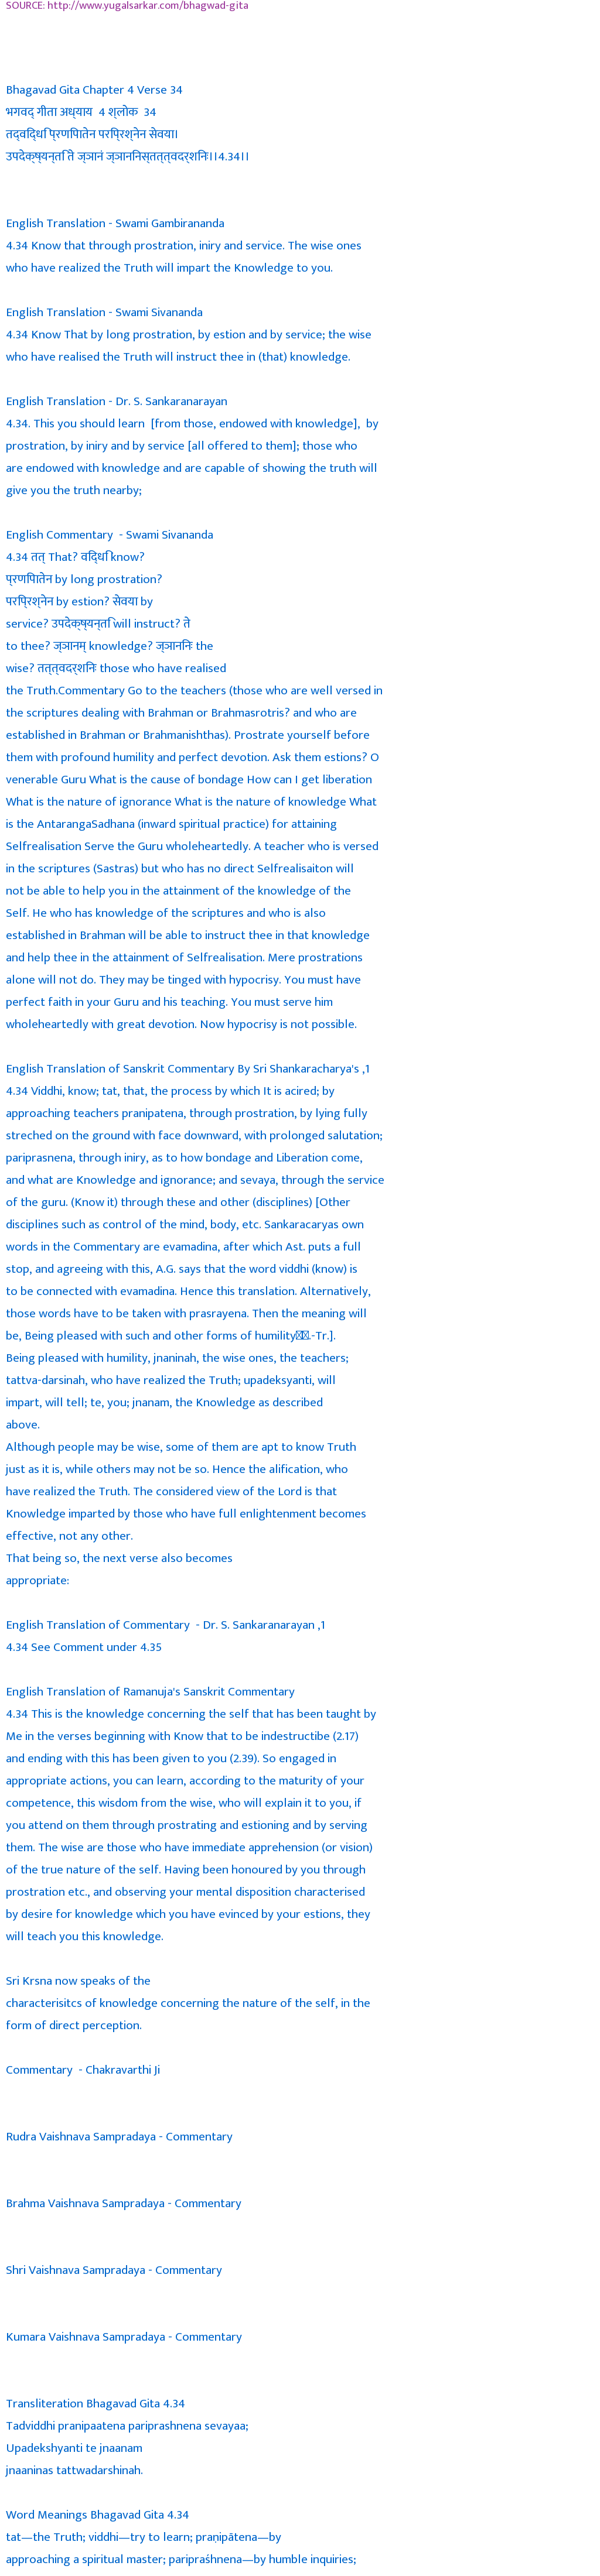 SOURCE: http://www.yugalsarkar.com/bhagwad-gita
Bhagavad Gita Chapter 4 Verse 34
भगवद् गीता अध्याय 4 श्लोक 34
तद्विद्धि प्रणिपातेन परिप्रश्नेन सेवया।
उपदेक्ष्यन्ति ते ज्ञानं ज्ञानिनस्तत्त्वदर्शिनः।।4.34।।
English Translation - Swami Gambirananda
4.34 Know that through prostration, iniry and service. The wise ones
who have realized the Truth will impart the Knowledge to you.
English Translation - Swami Sivananda
4.34 Know That by long prostration, by estion and by service; the wise
who have realised the Truth will instruct thee in (that) knowledge.
English Translation - Dr. S. Sankaranarayan
4.34. This you should learn [from those, endowed with knowledge], by
prostration, by iniry and by service [all offered to them]; those who
are endowed with knowledge and are capable of showing the truth will
give you the truth nearby;
English Commentary - Swami Sivananda
4.34 तत् That? विद्धि know?
प्रणिपातेन by long prostration?
परिप्रश्नेन by estion? सेवया by
service? उपदेक्ष्यन्ति will instruct? ते
to thee? ज्ञानम् knowledge? ज्ञानिनः the
wise? तत्त्वदर्शिनः those who have realised
the Truth.Commentary Go to the teachers (those who are well versed in
the scriptures dealing with Brahman or Brahmasrotris? and who are
established in Brahman or Brahmanishthas). Prostrate yourself before
them with profound humility and perfect devotion. Ask them estions? O
venerable Guru What is the cause of bondage How can I get liberation
What is the nature of ignorance What is the nature of knowledge What
is the AntarangaSadhana (inward spiritual practice) for attaining
Selfrealisation Serve the Guru wholeheartedly. A teacher who is versed
in the scriptures (Sastras) but who has no direct Selfrealisaiton will
not be able to help you in the attainment of the knowledge of the
Self. He who has knowledge of the scriptures and who is also
established in Brahman will be able to instruct thee in that knowledge
and help thee in the attainment of Selfrealisation. Mere prostrations
alone will not do. They may be tinged with hypocrisy. You must have
perfect faith in your Guru and his teaching. You must serve him
wholeheartedly with great devotion. Now hypocrisy is not possible.
English Translation of Sanskrit Commentary By Sri Shankaracharya's ,1
4.34 Viddhi, know; tat, that, the process by which It is acired; by
approaching teachers pranipatena, through prostration, by lying fully
streched on the ground with face downward, with prolonged salutation;
pariprasnena, through iniry, as to how bondage and Liberation come,
and what are Knowledge and ignorance; and sevaya, through the service
of the guru. (Know it) through these and other (disciplines) [Other
disciplines such as control of the mind, body, etc. Sankaracaryas own
words in the Commentary are evamadina, after which Ast. puts a full
stop, and agreeing with this, A.G. says that the word viddhi (know) is
to be connected with evamadina. Hence this translation. Alternatively,
those words have to be taken with prasrayena. Then the meaning will
be, Being pleased with such and other forms of humility.-Tr.].
Being pleased with humility, jnaninah, the wise ones, the teachers;
tattva-darsinah, who have realized the Truth; upadeksyanti, will
impart, will tell; te, you; jnanam, the Knowledge as described
above.
Although people may be wise, some of them are apt to know Truth
just as it is, while others may not be so. Hence the alification, who
have realized the Truth. The considered view of the Lord is that
Knowledge imparted by those who have full enlightenment becomes
effective, not any other.
That being so, the next verse also becomes
appropriate:
English Translation of Commentary - Dr. S. Sankaranarayan ,1
4.34 See Comment under 4.35
English Translation of Ramanuja's Sanskrit Commentary
4.34 This is the knowledge concerning the self that has been taught by
Me in the verses beginning with Know that to be indestructibe (2.17)
and ending with this has been given to you (2.39). So engaged in
appropriate actions, you can learn, according to the maturity of your
competence, this wisdom from the wise, who will explain it to you, if
you attend on them through prostrating and estioning and by serving
them. The wise are those who have immediate apprehension (or vision)
of the true nature of the self. Having been honoured by you through
prostration etc., and observing your mental disposition characterised
by desire for knowledge which you have evinced by your estions, they
will teach you this knowledge.
Sri Krsna now speaks of the
characterisitcs of knowledge concerning the nature of the self, in the
form of direct perception.
Commentary - Chakravarthi Ji
Rudra Vaishnava Sampradaya - Commentary
Brahma Vaishnava Sampradaya - Commentary
Shri Vaishnava Sampradaya - Commentary
Kumara Vaishnava Sampradaya - Commentary
Transliteration Bhagavad Gita 4.34
Tadviddhi pranipaatena pariprashnena sevayaa;
Upadekshyanti te jnaanam
jnaaninas tattwadarshinah.
Word Meanings Bhagavad Gita 4.34
tat—the Truth; viddhi—try to learn; praṇipātena—by
approaching a spiritual master; paripraśhnena—by humble inquiries;